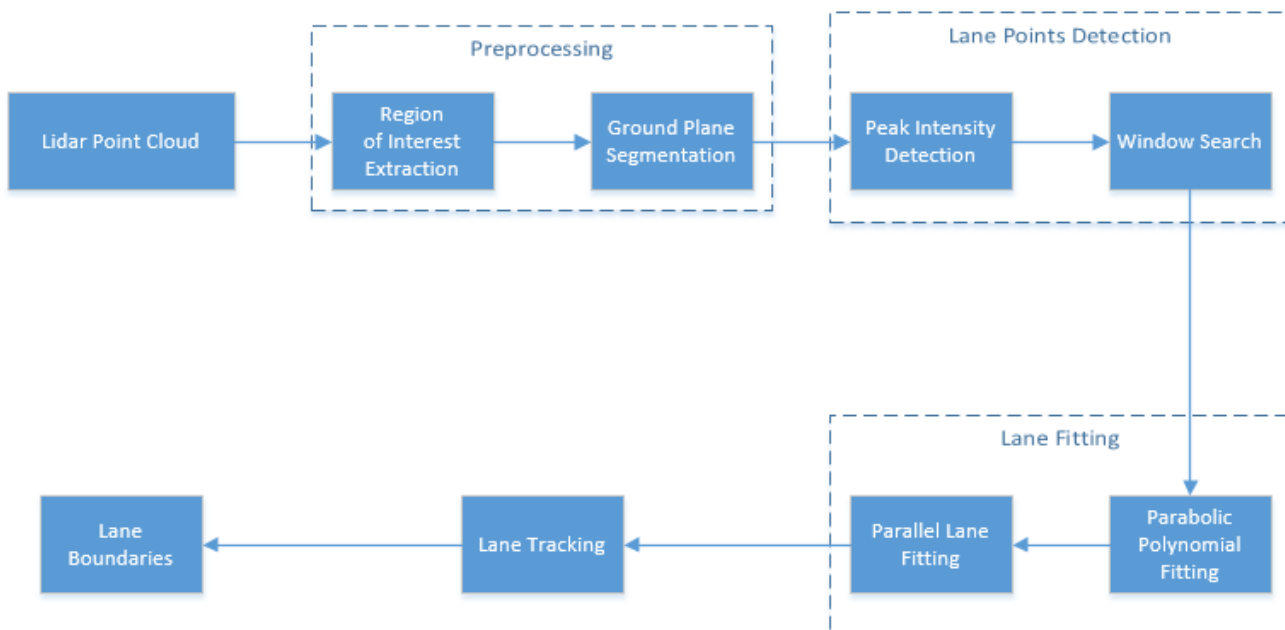 Preprocessing
Lane Points Detection
Lidar Point Cloud
Region
of Interest
Extraction
Ground Plane
Segmentation
Peak Intensity
Detection
Window Search
Lane Fitting
Lane
Boundaries
Lane Tracking
Parallel Lane
Fitting
Parabolic
Polynomial
Fitting